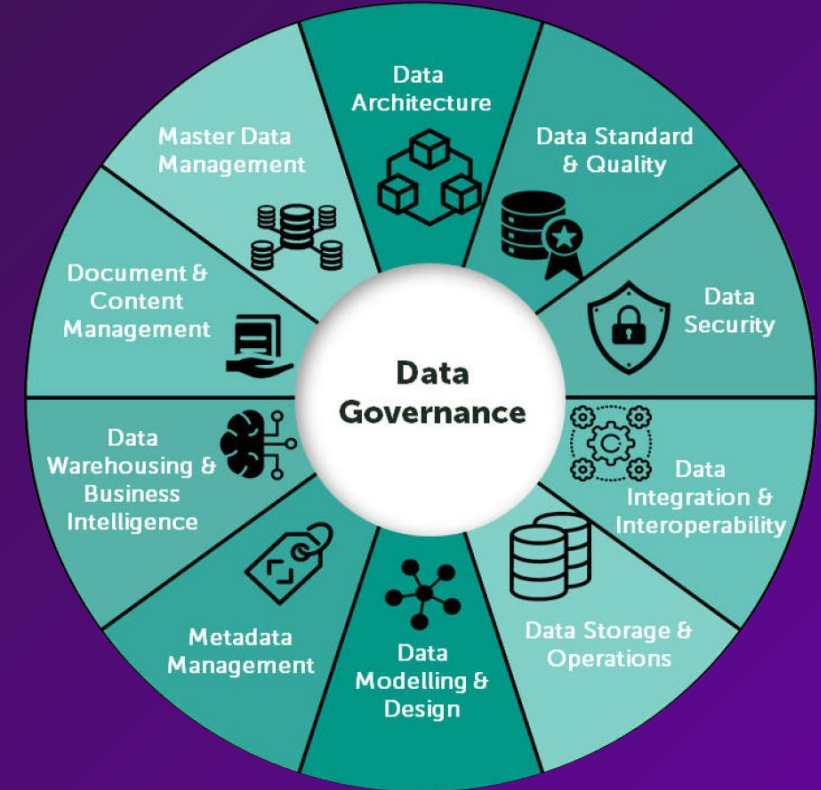 Data
Architecture
Data Standard
& Quality
Data
Security
Data
Integration &
Interoperability
Data Storage &
Operations
Data
Modelling &
Design
Metadata
Management
Data
Warehousing &
Business
Intelligence
Document &
Content
Management
Master Data
Management
Data
Governance